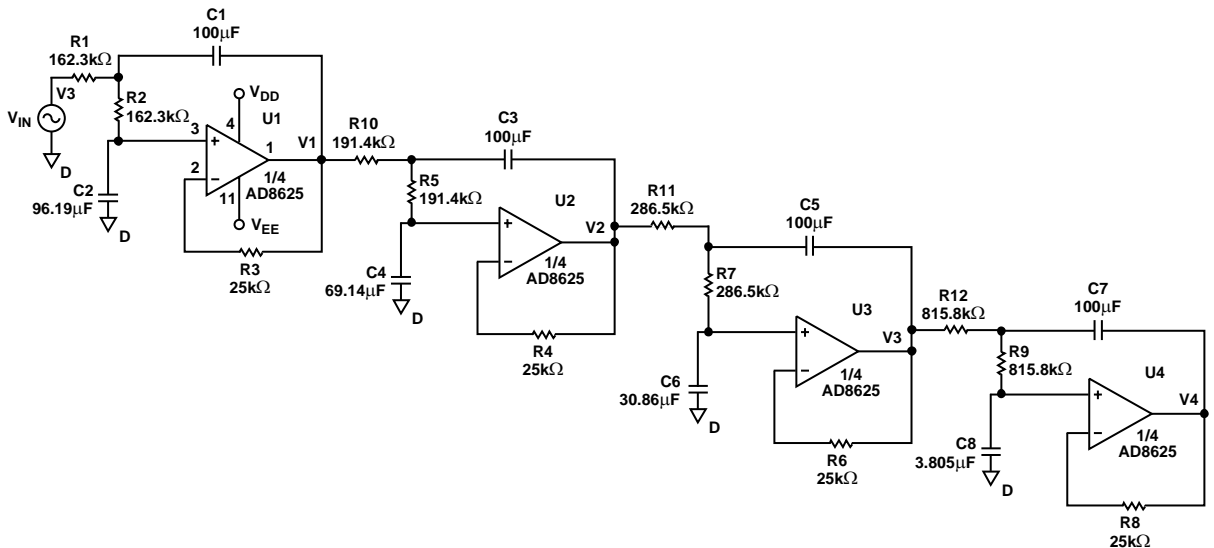 C1
100μF
R1
162.3kΩ
V3
VIN
D
R2
162.3kΩ
VDD
4
U1
3
+
1
V1
2
−
11
1/4
AD8625
VEE
C2
96.19μF
D
R3
25kΩ
R10
191.4kΩ
C3
100μF
R5
191.4kΩ
U2
+
−
V2
1/4
AD8625
C4
69.14μF
D
R4
25kΩ
R11
286.5kΩ
C5
100μF
R7
286.5kΩ
U3
+
−
V3
1/4
AD8625
C6
30.86μF
D
R6
25kΩ
R12
815.8kΩ
C7
100μF
R9
815.8kΩ
U4
+
−
V4
1/4
AD8625
C8
3.805μF
D
R8
25kΩ